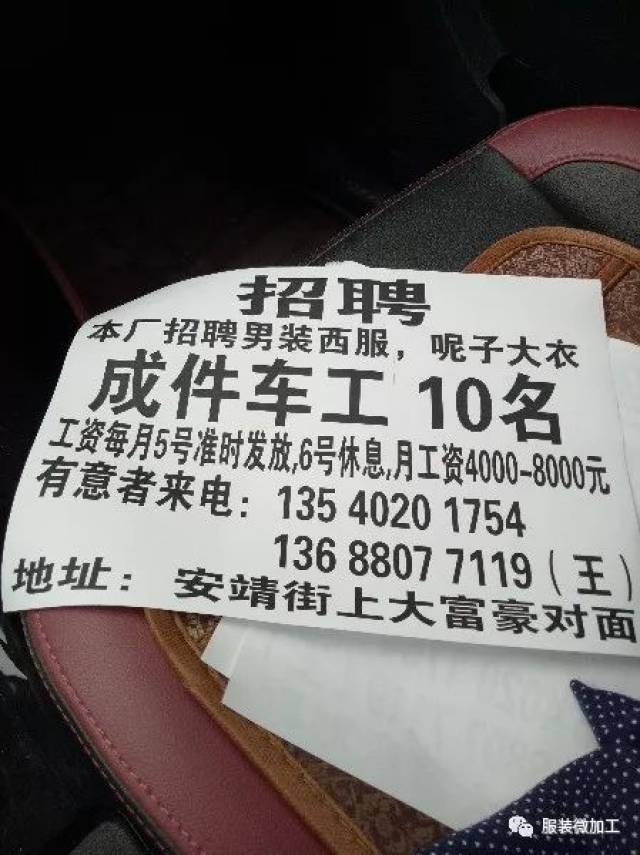 招聘
本厂招聘男装西服，呢子大衣
成件车工 10名
工资每月5号准时发放,6号休息,月工资4000-8000元
有意者来电：135 40201 1754
136 8807 7119（王）
地址：安靖街上大富豪对面
服装微加工